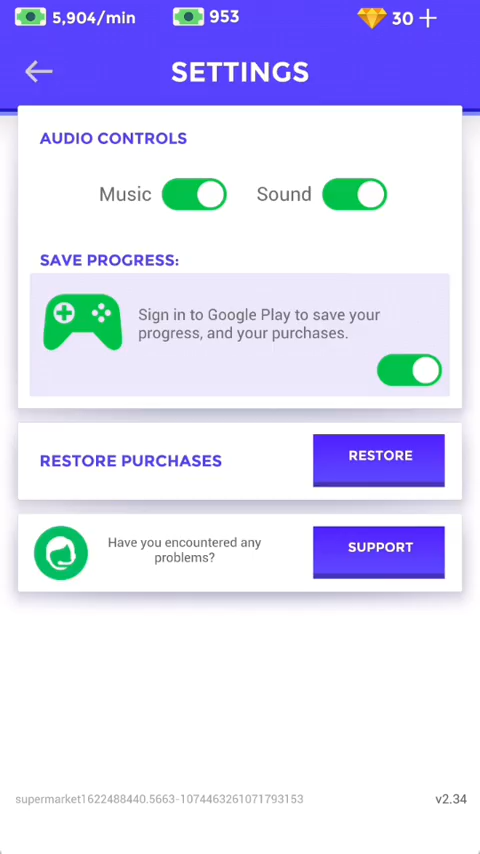 5,904/min 953 30
SETTINGS
AUDIO CONTROLS
Music Sound
SAVE PROGRESS:
Sign in to Google Play to save your
progress, and your purchases.
RESTORE PURCHASES RESTORE
Have you encountered any
problems?
SUPPORT
supermarket1622488440.5663-1074463261071793153 v2.34